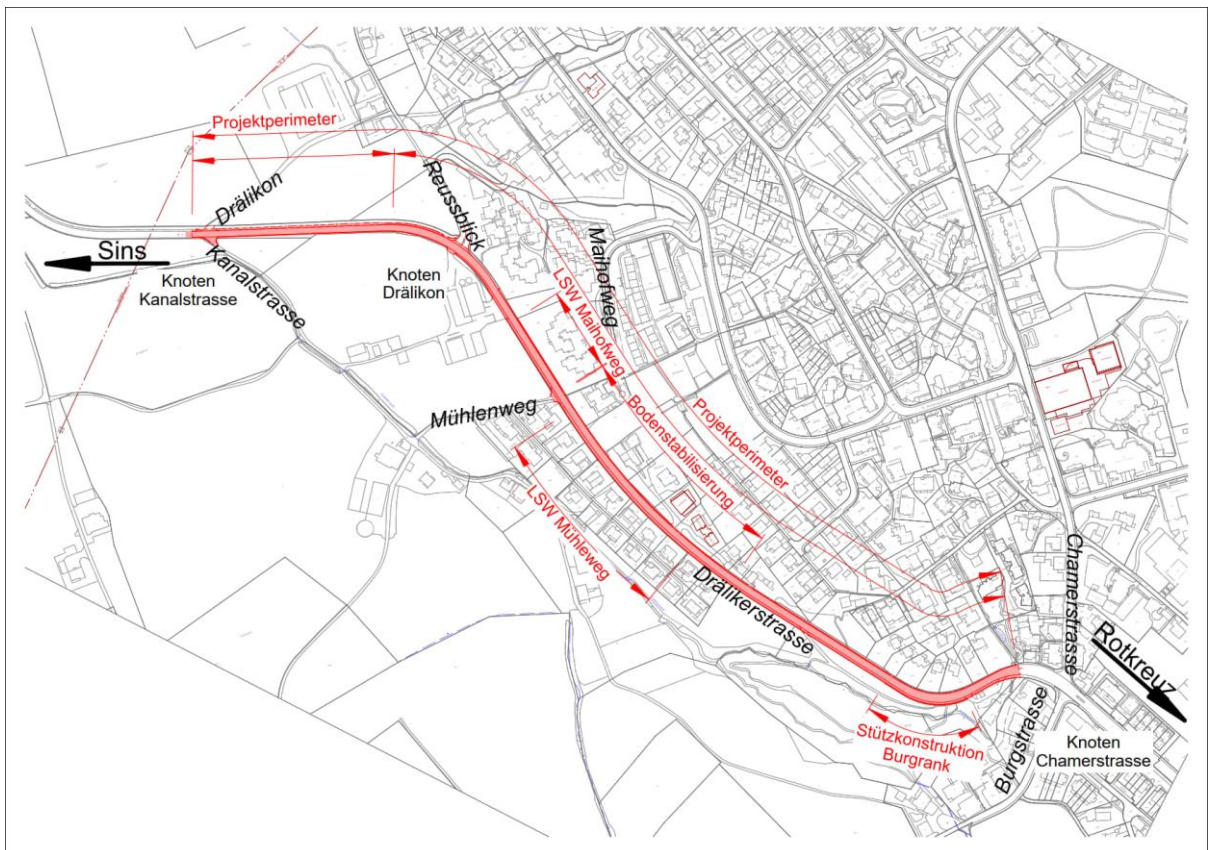 Projektperimeter
Drälikon
Reussblick
Sins
Knoten
Kanalstrasse
Kanalstrasse
Knoten
Drälikon
Maihofweg
LSW Maihofweg
Mühlenweg
Bodenstabilisierung
Projektperimeter
LSW Mühleweg
Drälikerstrasse
Chamerstrasse
Rotkreuz
Stützkonstruktion
Burgrank
Burgstrasse
Knoten
Chamerstrasse